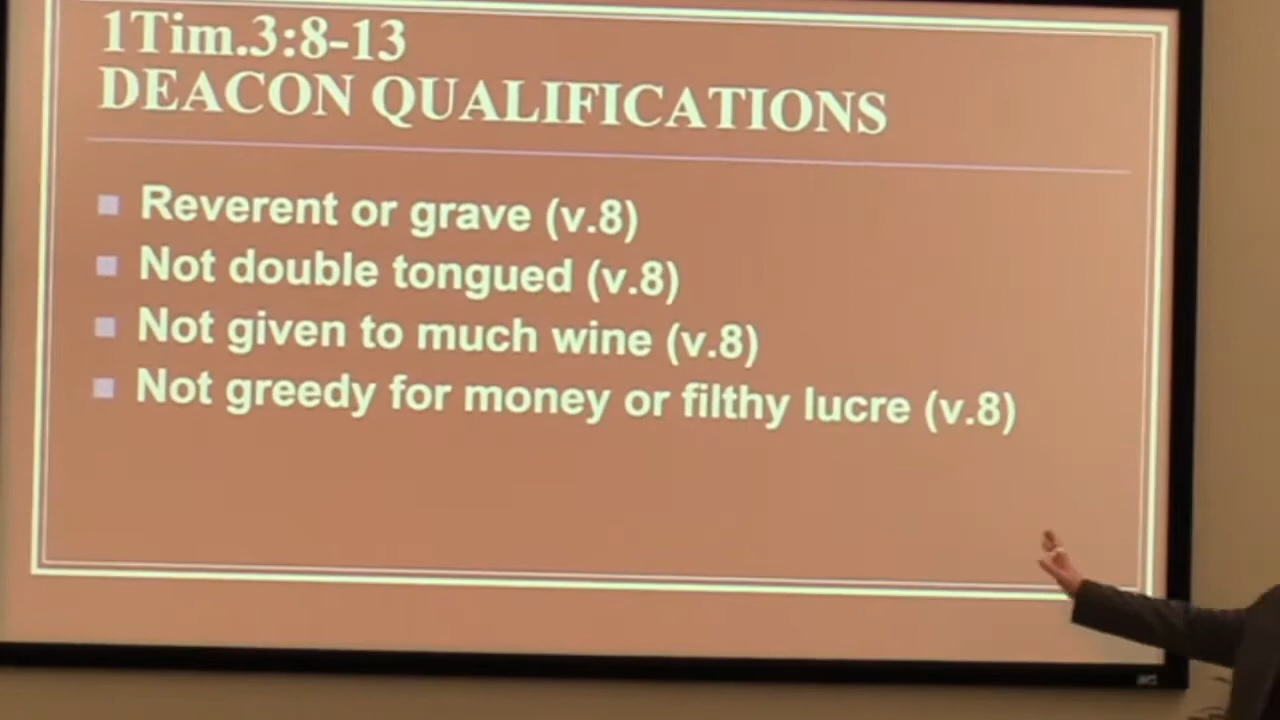 1Tim.3:8-13
DEACON QUALIFICATIONS
Reverent or grave (v.8)
Not double tongued (v.8)
Not given to much wine (v.8)
Not greedy for money or filthy lucre (v.8)